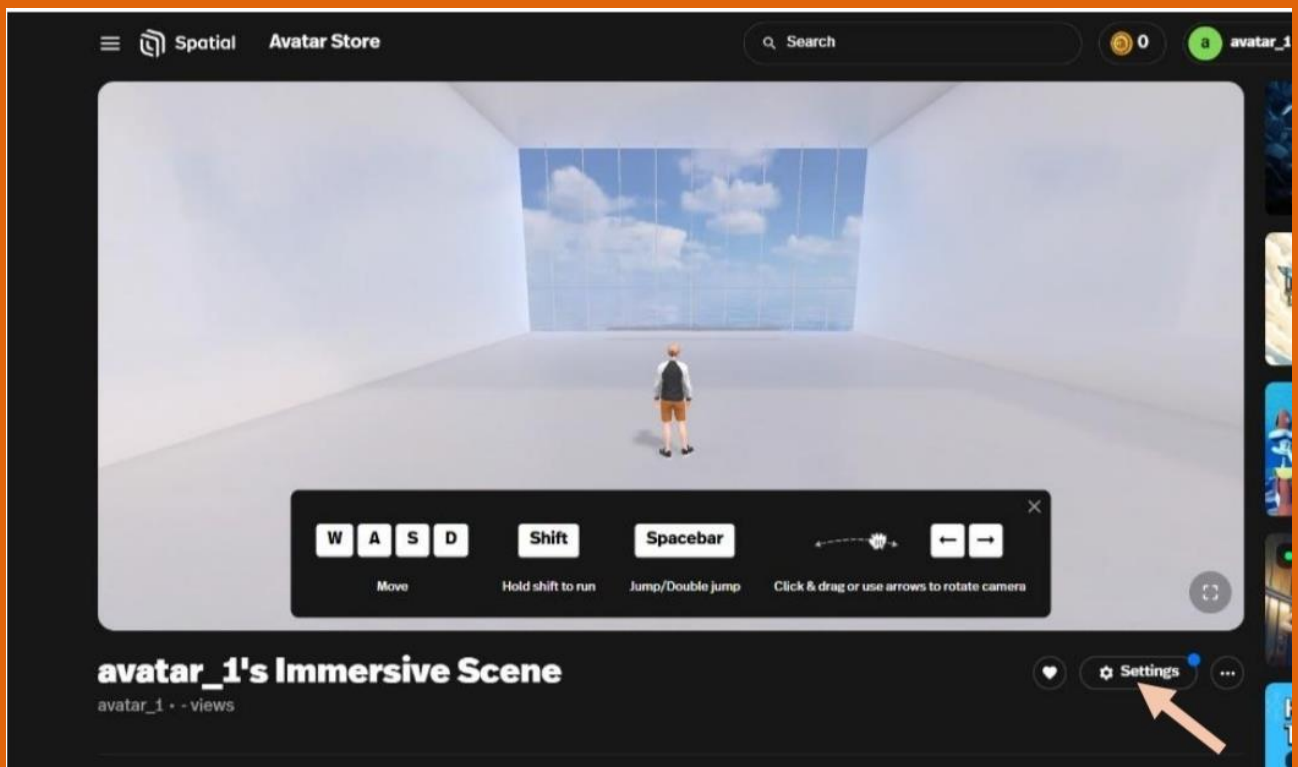 Spatial Avatar Store Search 0 a avatar_1
W A S D Shift Spacebar ← →
Move Hold shift to run Jump/Double jump Click & drag or use arrows to rotate camera
avatar_1's Immersive Scene
Settings
avatar_1 • - views